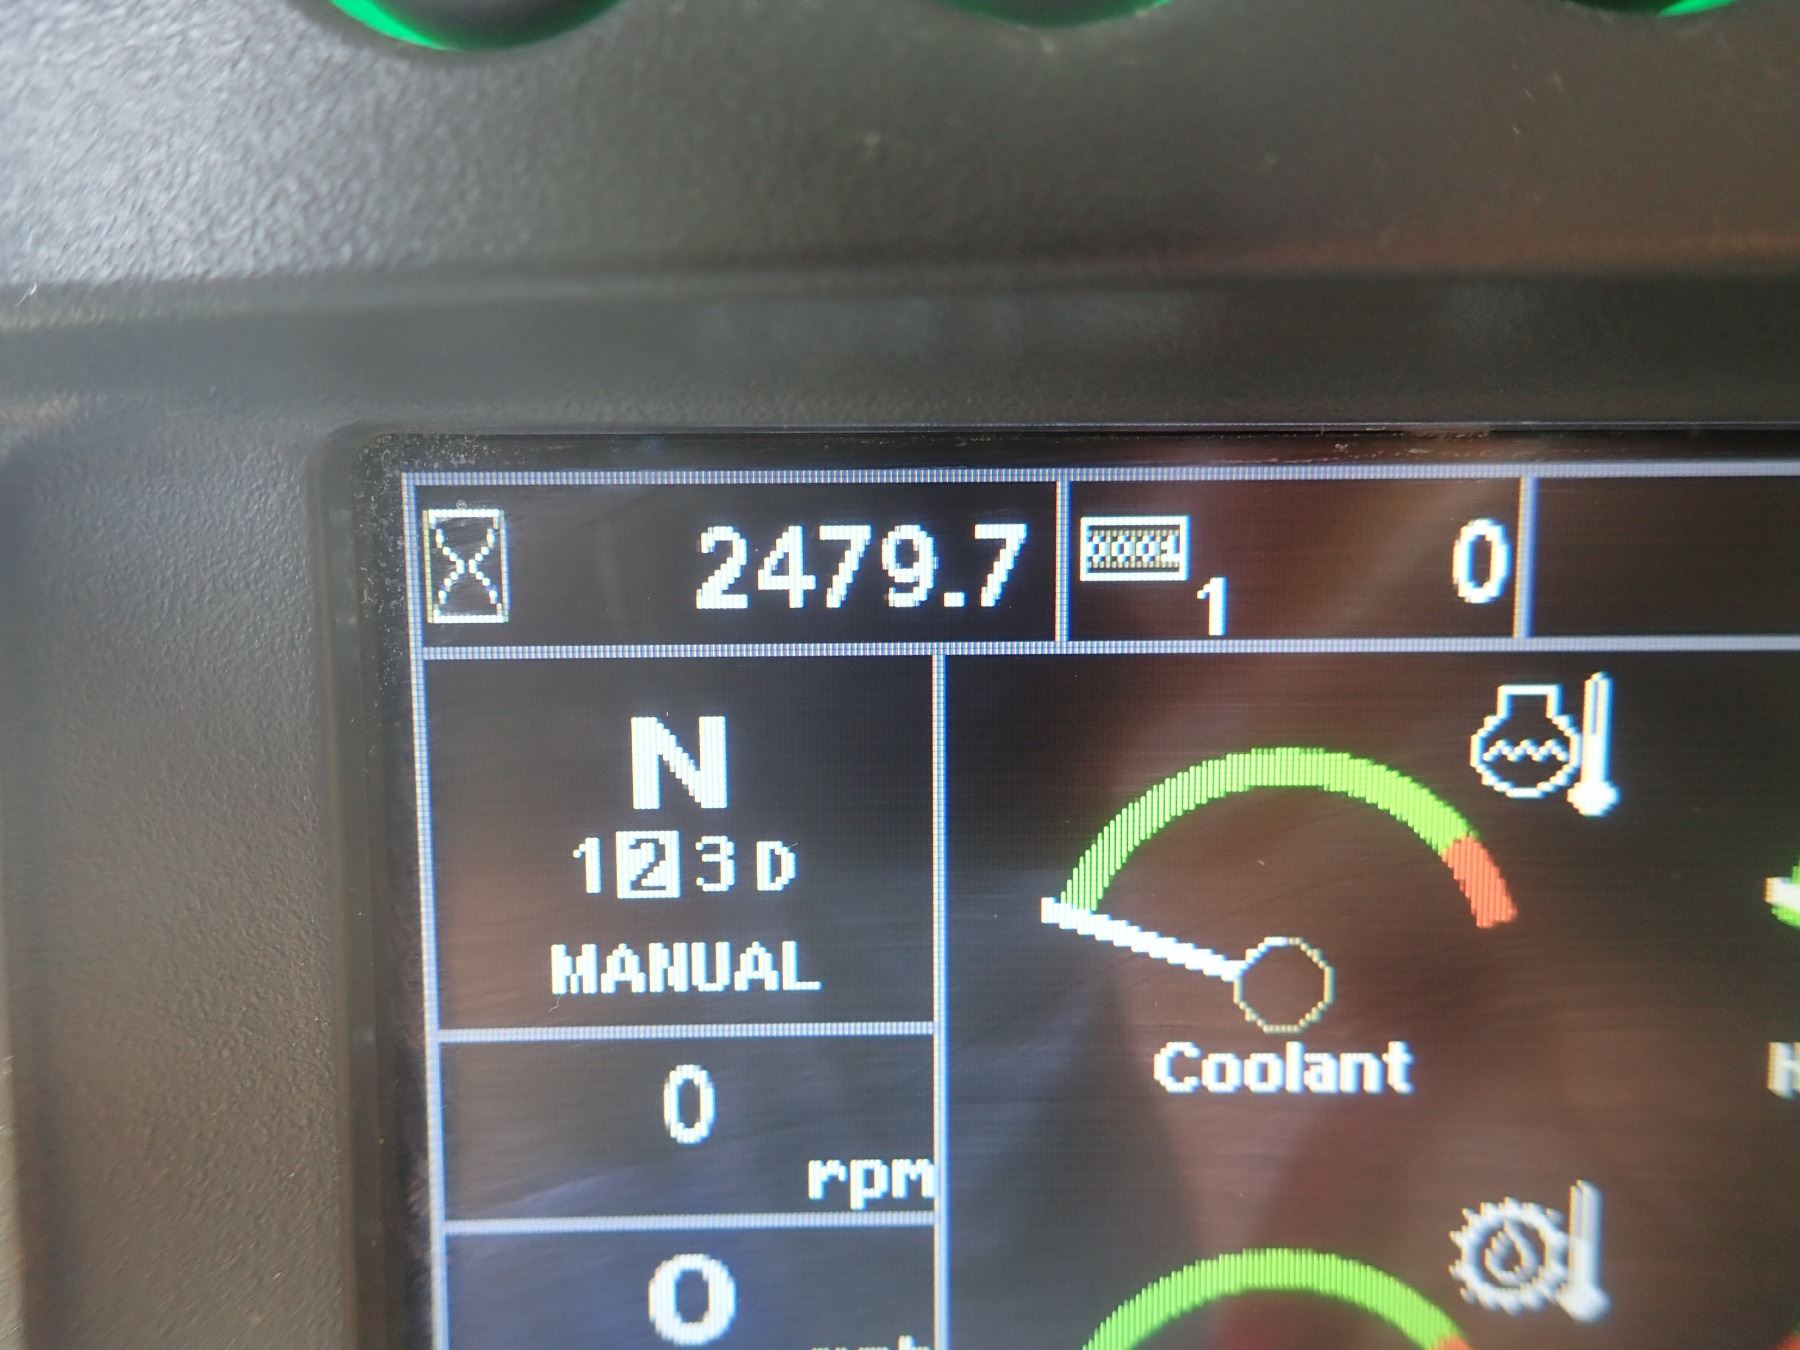 2479.7
0001
1
0
N
1 2 3 D
MANUAL
Coolant
0
rpm
0